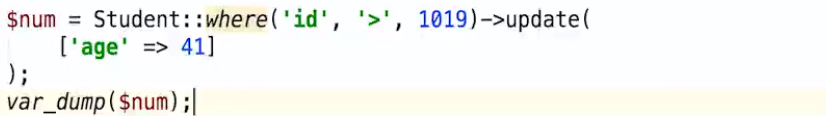 $num = Student::where('id', '>', 1019)->update(
    ['age' => 41]
);
var_dump($num);